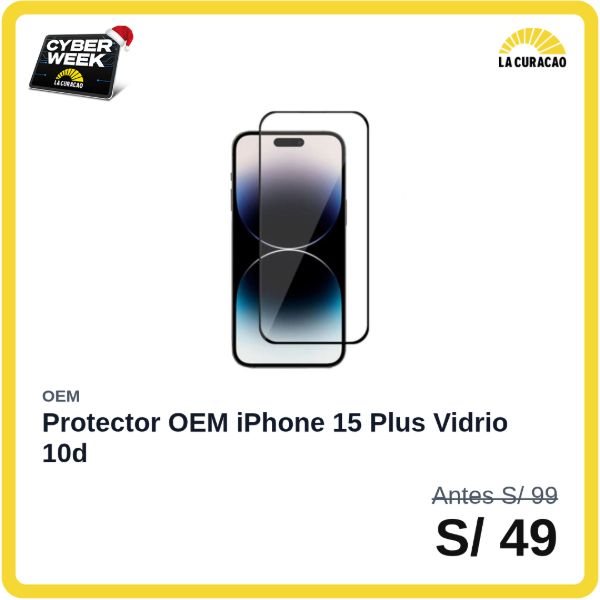 CYBER
WEEK
LA CURACAO
LA CURACAO
OEM
Protector OEM iPhone 15 Plus Vidrio
10d
Antes S/ 99
S/ 49